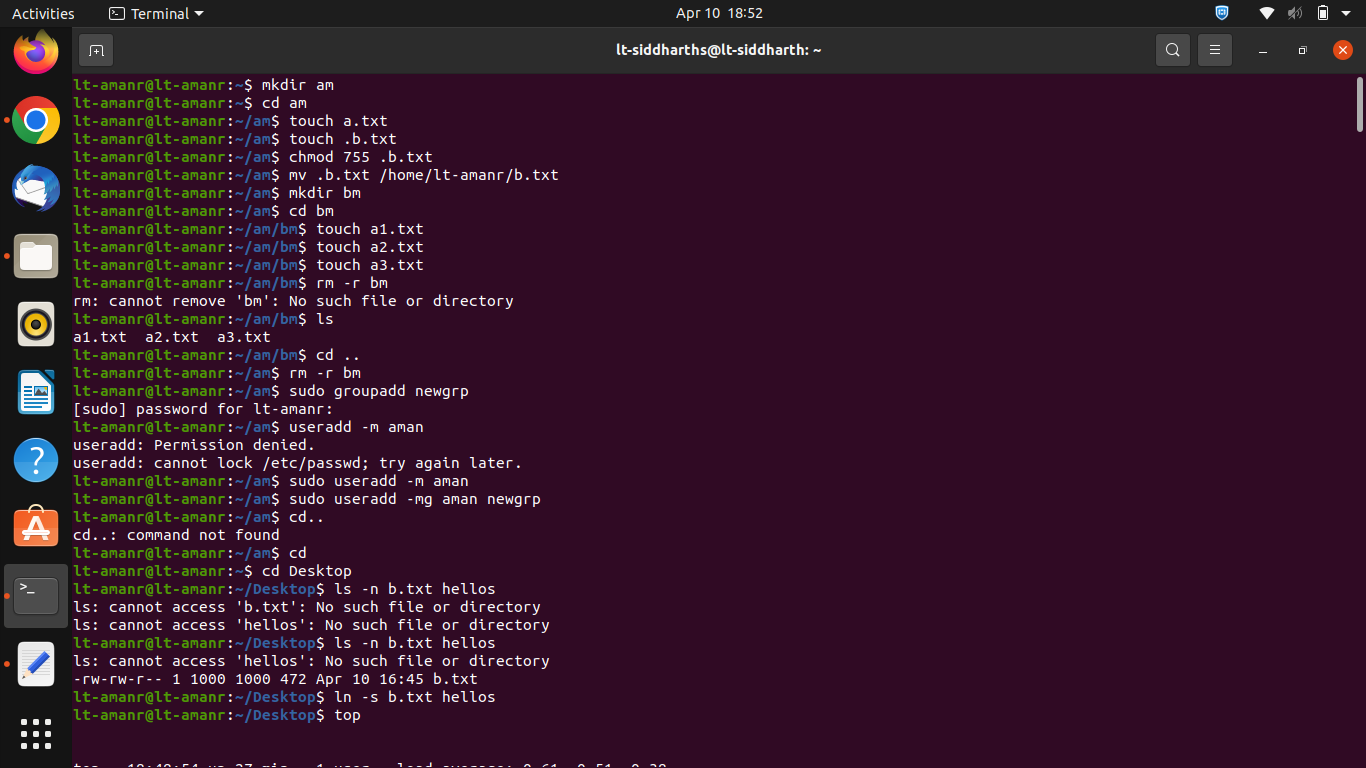 Activities Terminal Apr 10 18:52
lt-siddharths@lt-siddharth: ~
lt-amanr@lt-amanr:~$ mkdir am
lt-amanr@lt-amanr:~$ cd am
lt-amanr@lt-amanr:~/am$ touch a.txt
lt-amanr@lt-amanr:~/am$ touch .b.txt
lt-amanr@lt-amanr:~/am$ chmod 755 .b.txt
lt-amanr@lt-amanr:~/am$ mv .b.txt /home/lt-amanr/b.txt
lt-amanr@lt-amanr:~/am$ mkdir bm
lt-amanr@lt-amanr:~/am$ cd bm
lt-amanr@lt-amanr:~/am/bm$ touch a1.txt
lt-amanr@lt-amanr:~/am/bm$ touch a2.txt
lt-amanr@lt-amanr:~/am/bm$ touch a3.txt
lt-amanr@lt-amanr:~/am/bm$ rm -r bm
rm: cannot remove 'bm': No such file or directory
lt-amanr@lt-amanr:~/am/bm$ ls
a1.txt  a2.txt  a3.txt
lt-amanr@lt-amanr:~/am/bm$ cd ..
lt-amanr@lt-amanr:~/am$ rm -r bm
lt-amanr@lt-amanr:~/am$ sudo groupadd newgrp
[sudo] password for lt-amanr:
lt-amanr@lt-amanr:~/am$ useradd -m aman
useradd: Permission denied.
useradd: cannot lock /etc/passwd; try again later.
lt-amanr@lt-amanr:~/am$ sudo useradd -m aman
lt-amanr@lt-amanr:~/am$ sudo useradd -mg aman newgrp
lt-amanr@lt-amanr:~/am$ cd..
cd..: command not found
lt-amanr@lt-amanr:~/am$ cd
lt-amanr@lt-amanr:~$ cd Desktop
lt-amanr@lt-amanr:~/Desktop$ ls -n b.txt hellos
ls: cannot access 'b.txt': No such file or directory
ls: cannot access 'hellos': No such file or directory
lt-amanr@lt-amanr:~/Desktop$ ls -n b.txt hellos
ls: cannot access 'hellos': No such file or directory
-rw-rw-r-- 1 1000 1000 472 Apr 10 16:45 b.txt
lt-amanr@lt-amanr:~/Desktop$ ln -s b.txt hellos
lt-amanr@lt-amanr:~/Desktop$ top